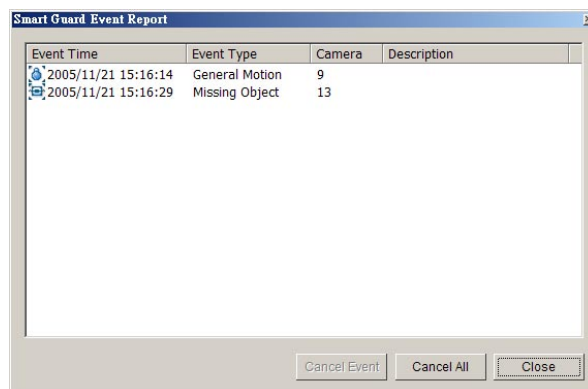 Smart Guard Event Report
Event Time Event Type Camera Description
2005/11/21 15:16:14 General Motion 9
2005/11/21 15:16:29 Missing Object 13
Cancel Event Cancel All Close